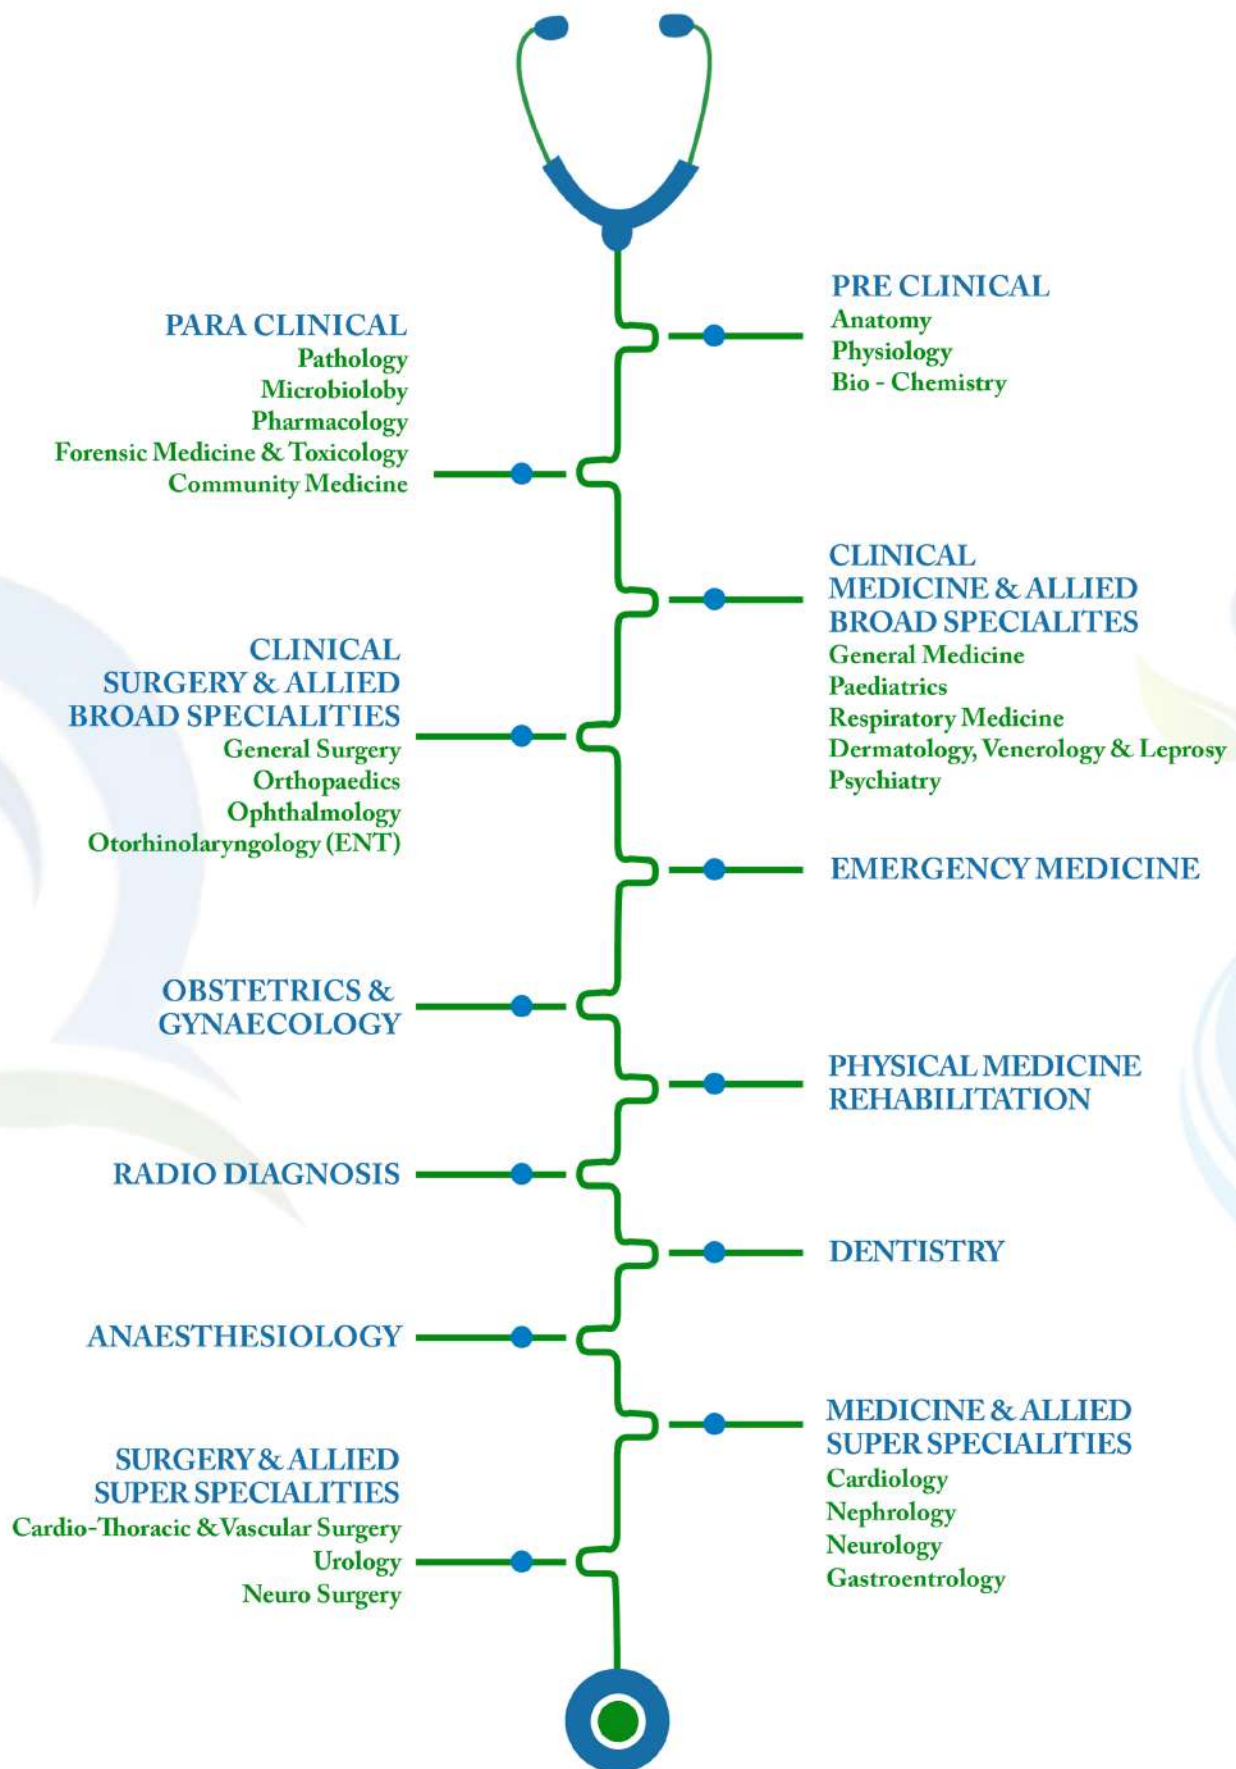 PRE CLINICAL
Anatomy
Physiology
Bio - Chemistry
PARA CLINICAL
Pathology
Microbioloby
Pharmacology
Forensic Medicine & Toxicology
Community Medicine
CLINICAL
MEDICINE & ALLIED
BROAD SPECIALITES
General Medicine
Paediatrics
Respiratory Medicine
Dermatology, Venerology & Leprosy
Psychiatry
CLINICAL
SURGERY & ALLIED
BROAD SPECIALITIES
General Surgery
Orthopaedics
Ophthalmology
Otorhinolaryngology (ENT)
EMERGENCY MEDICINE
OBSTETRICS &
GYNAECOLOGY
PHYSICAL MEDICINE
REHABILITATION
RADIO DIAGNOSIS
DENTISTRY
ANAESTHESIOLOGY
MEDICINE & ALLIED
SUPER SPECIALITIES
Cardiology
Nephrology
Neurology
Gastroentrology
SURGERY & ALLIED
SUPER SPECIALITIES
Cardio-Thoracic & Vascular Surgery
Urology
Neuro Surgery